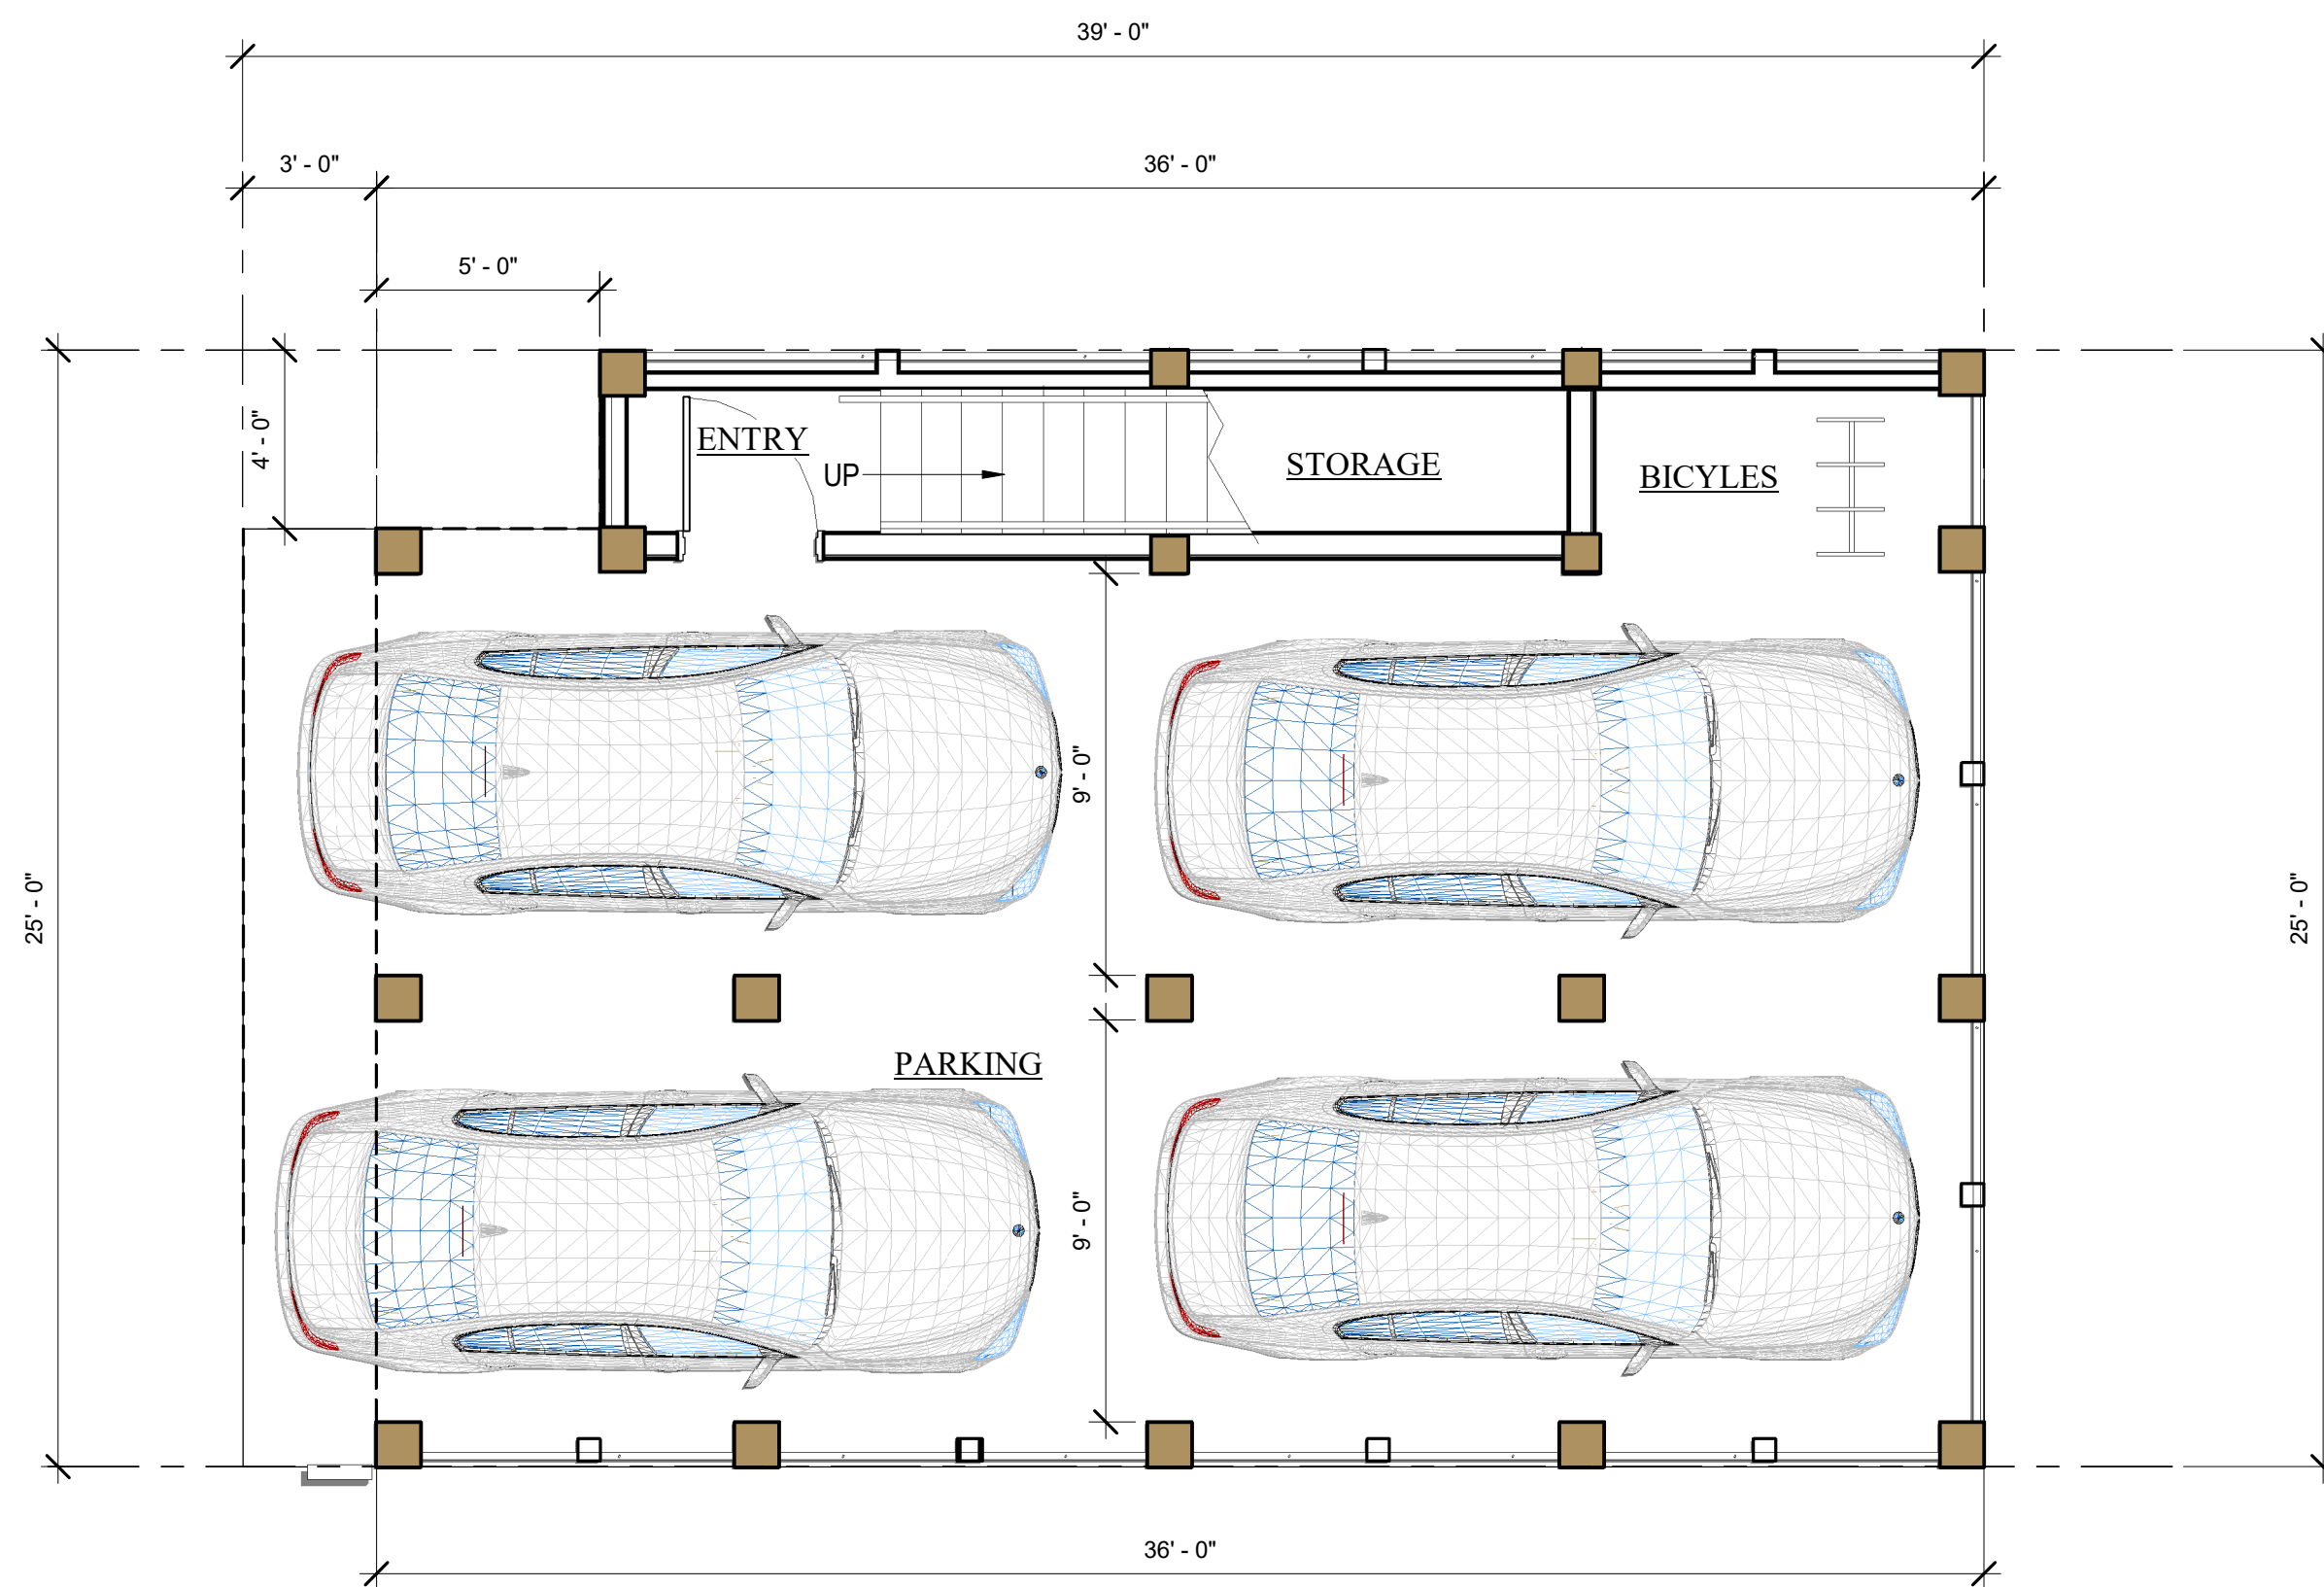 39' - 0"
3' - 0"
36' - 0"
5' - 0"
4' - 0"
ENTRY
UP
STORAGE
BICYLES
9' - 0"
25' - 0"
25' - 0"
PARKING
9' - 0"
36' - 0"